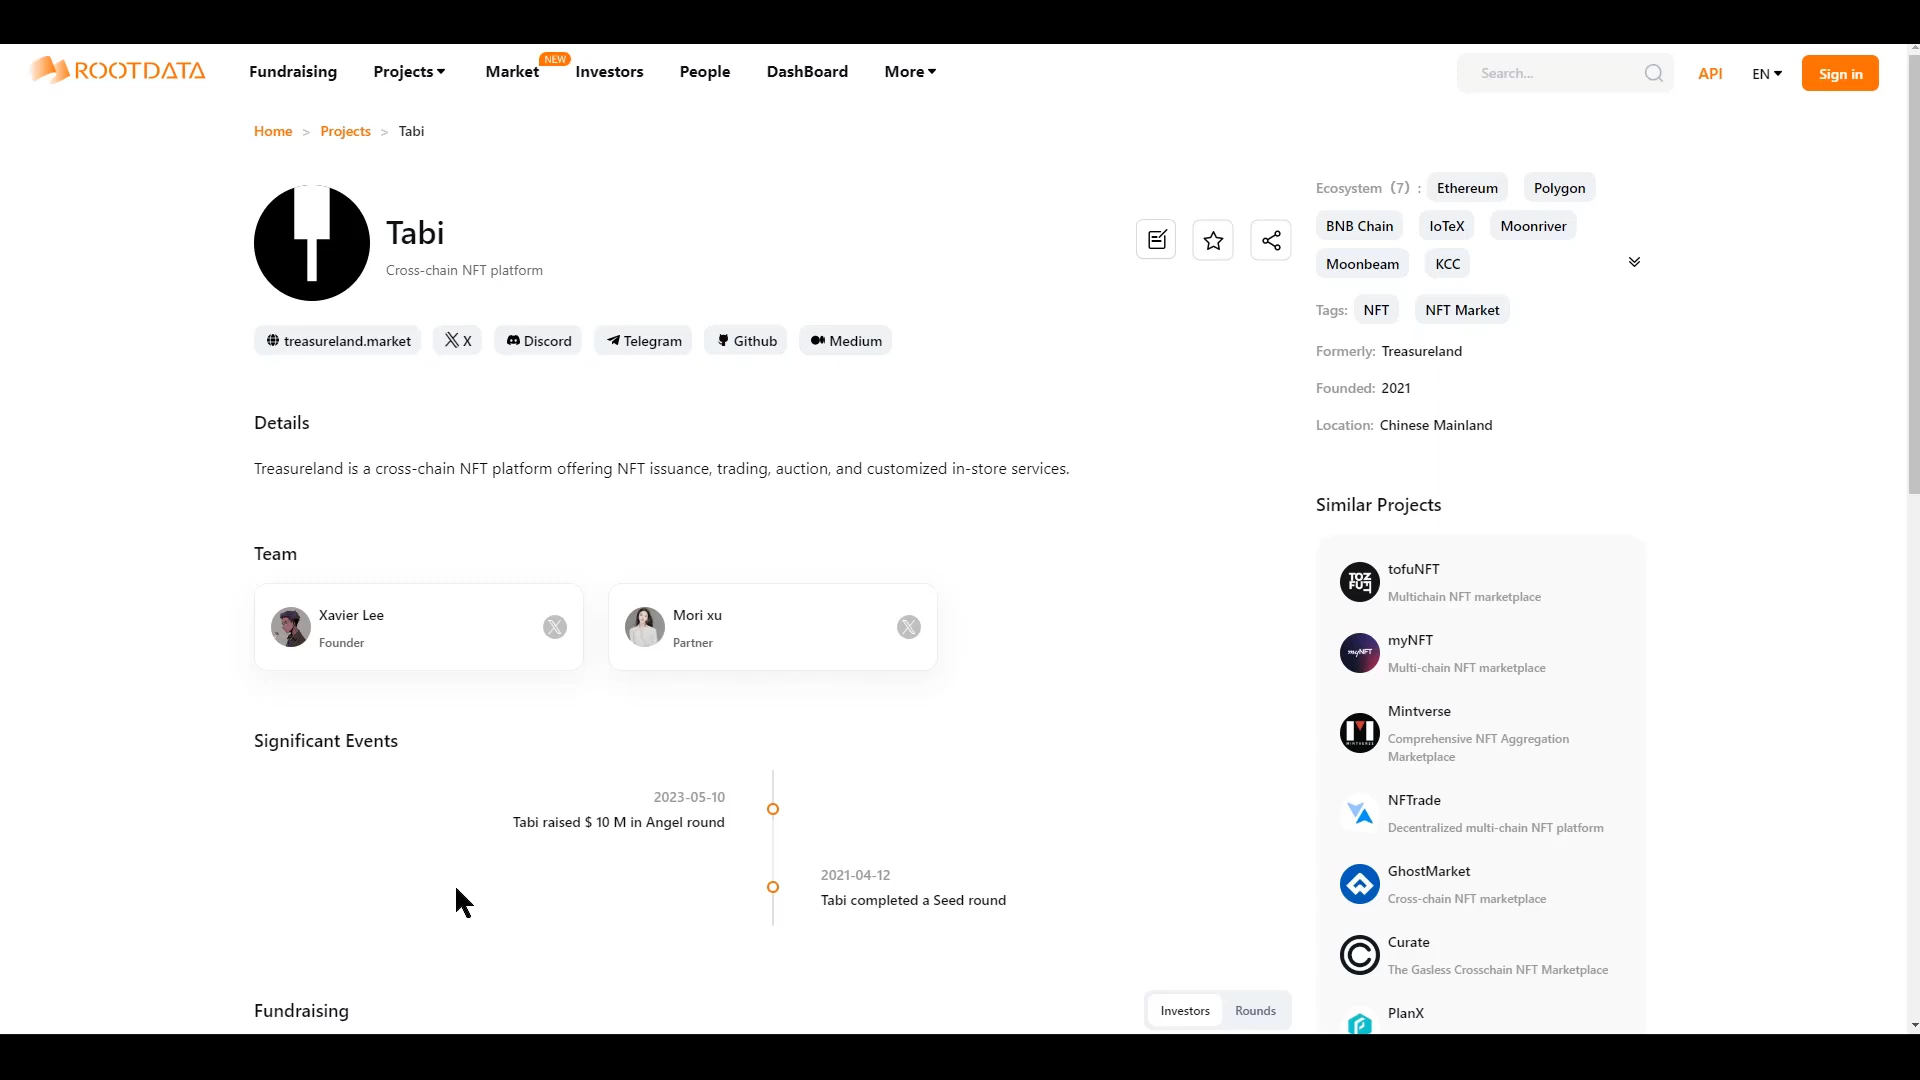 ROOTDATA
Fundraising Projects Market NEW Investors People DashBoard More
Search...
API EN Sign in
Home > Projects > Tabi
Tabi
Cross-chain NFT platform
treasureland.market X Discord Telegram Github Medium
Details
Treasureland is a cross-chain NFT platform offering NFT issuance, trading, auction, and customized in-store services.
Team
Xavier Lee
Founder
Mori xu
Partner
Significant Events
2023-05-10
Tabi raised $ 10 M in Angel round
2021-04-12
Tabi completed a Seed round
Fundraising
Investors Rounds
Ecosystem (7) : Ethereum Polygon
BNB Chain IoTeX Moonriver
Moonbeam KCC
Tags: NFT NFT Market
Formerly: Treasureland
Founded: 2021
Location: Chinese Mainland
Similar Projects
TOZ
FUFT
tofuNFT
Multichain NFT marketplace
myNFT
myNFT
Multi-chain NFT marketplace
MINTVERSE
Mintverse
Comprehensive NFT Aggregation
Marketplace
NFTrade
Decentralized multi-chain NFT platform
GhostMarket
Cross-chain NFT marketplace
Curate
The Gasless Crosschain NFT Marketplace
PlanX